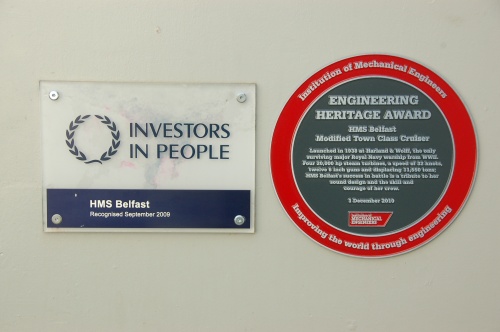 INVESTORS
IN PEOPLE
HMS Belfast
Recognised September 2009
Institution of Mechanical Engineers
ENGINEERING
HERITAGE AWARD
HMS Belfast
Modified Town Class Cruiser
Launched in 1938 at Harland & Wolff, the only
surviving major Royal Navy warship from WWII.
Four 20,000 hp steam turbines, a speed of 32 knots,
twelve 6 inch guns and displacing 11,550 tons;
HMS Belfast's success in battle is a tribute to her
sound design and the skill and
courage of her crew.
MECHANICAL
ENGINEERS
Improving the world through engineering